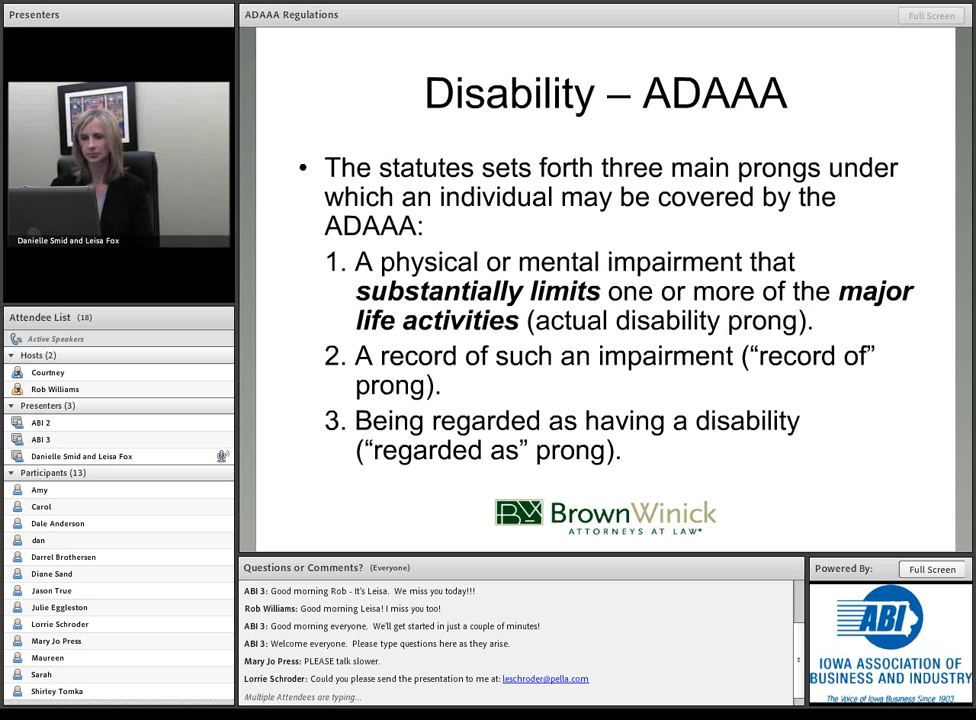 Presenters
Danielle Smid and Leisa Fox
Attendee List (18)
Active Speakers
Hosts (2)
Courtney
Rob Williams
Presenters (3)
ABI 2
ABI 3
Danielle Smid and Leisa Fox
Participants (13)
Amy
Carol
Dale Anderson
dan
Darrel Brothersen
Diane Sand
Jason True
Julie Eggleston
Lorrie Schroder
Mary Jo Press
Maureen
Sarah
Shirley Tomka
ADAAA Regulations
Full Screen
Disability – ADAAA
• The statutes sets forth three main prongs under
which an individual may be covered by the
ADAAA:
1. A physical or mental impairment that
substantially limits one or more of the major
life activities (actual disability prong).
2. A record of such an impairment (“record of”
prong).
3. Being regarded as having a disability
(“regarded as” prong).
BrownWinick
ATTORNEYS AT LAW®
Questions or Comments? (Everyone)
ABI 3: Good morning Rob - It's Leisa. We miss you today!!!
Rob Williams: Good morning Leisa! I miss you too!
ABI 3: Good morning everyone. We'll get started in just a couple of minutes!
ABI 3: Welcome everyone. Please type questions here as they arise.
Mary Jo Press: PLEASE talk slower.
Lorrie Schroder: Could you please send the presentation to me at: leschroder@pella.com
Multiple Attendees are typing...
Powered By:
Full Screen
ABI
IOWA ASSOCIATION OF
BUSINESS AND INDUSTRY
The Voice of Iowa Business Since 1903